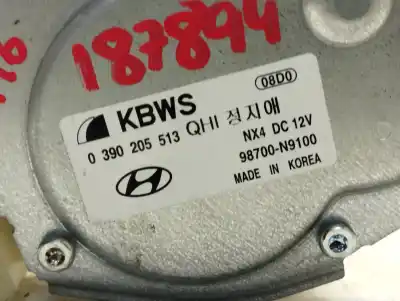 187894
08D0
KBWS
0 390 205 513 QHI 정지애
NX4 DC 12V
98700-N9100
MADE IN KOREA